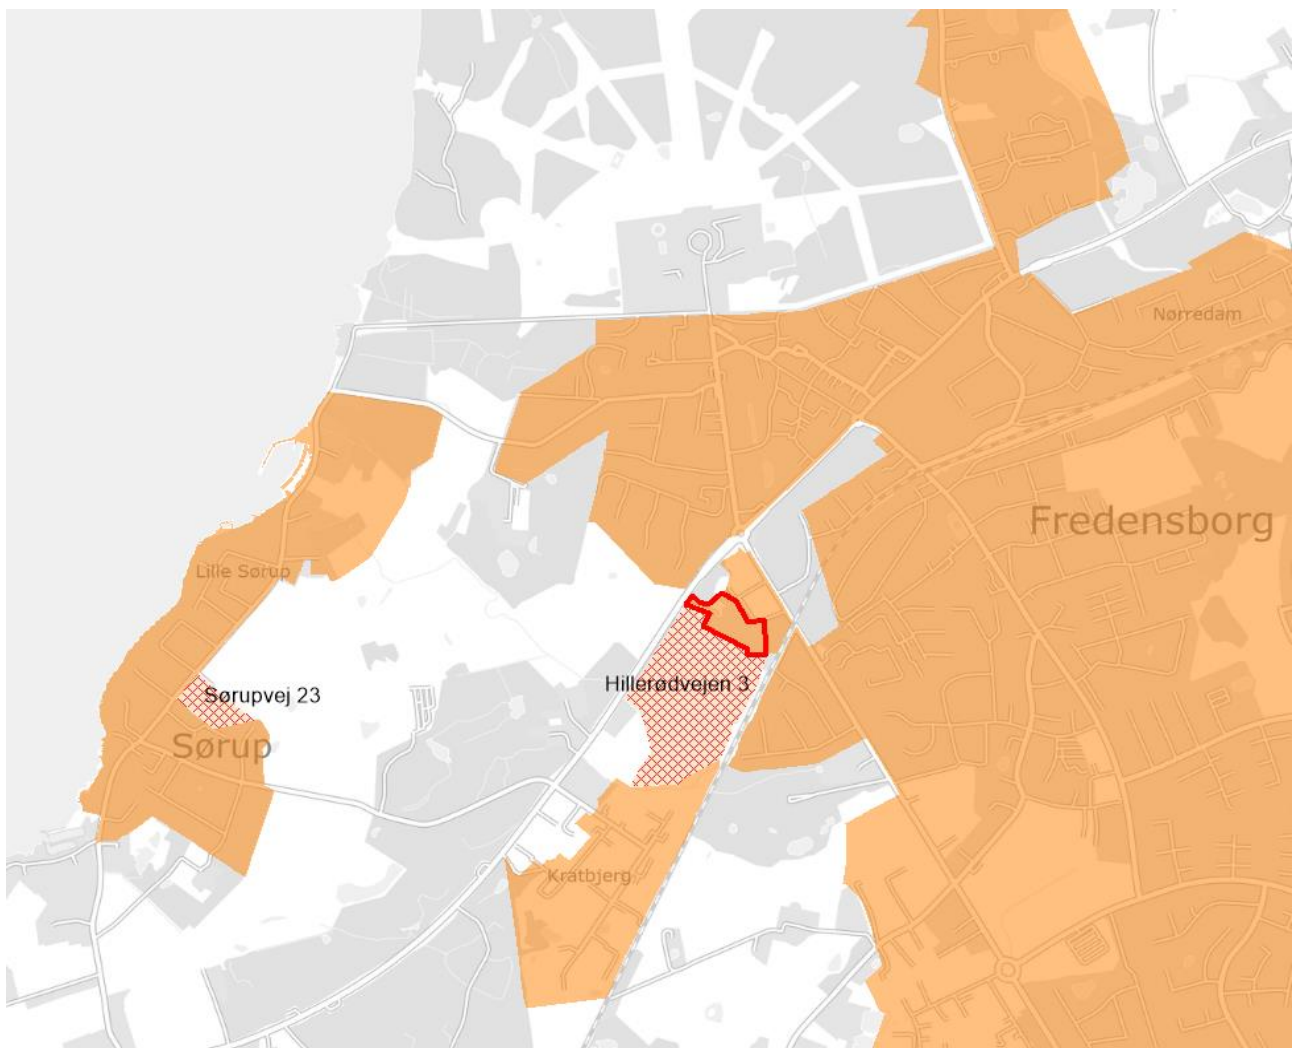 Nørredam
Fredensborg
Lille Sørup
Sørupvej 23
Hillerødvejen 3
Sørup
Kratbjerg